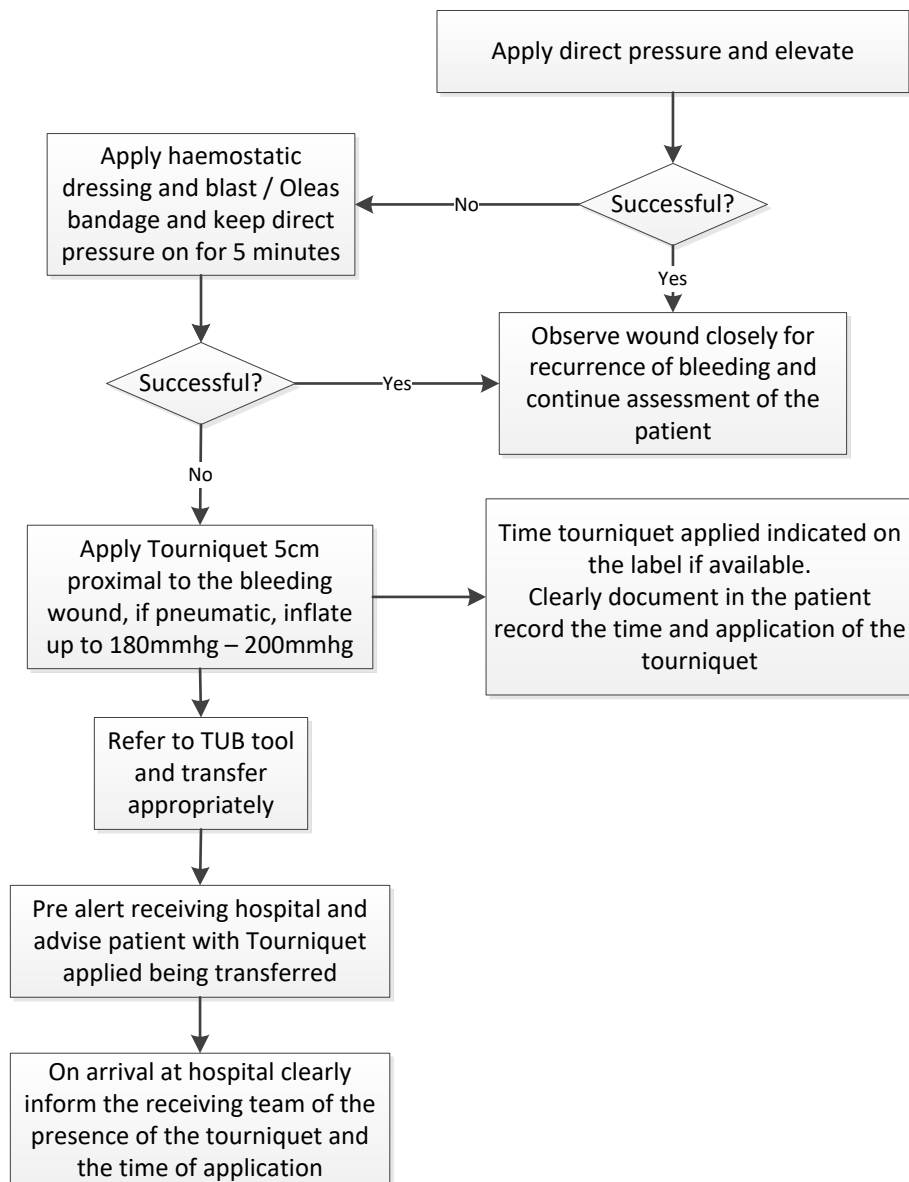 Apply direct pressure and elevate
Successful?
No
Yes
Apply haemostatic
dressing and blast / Oleas
bandage and keep direct
pressure on for 5 minutes
Observe wound closely for
recurrence of bleeding and
continue assessment of the
patient
Successful?
Yes
No
Apply Tourniquet 5cm
proximal to the bleeding
wound, if pneumatic, inflate
up to 180mmhg – 200mmhg
Time tourniquet applied indicated on
the label if available.
Clearly document in the patient
record the time and application of the
tourniquet
Refer to TUB tool
and transfer
appropriately
Pre alert receiving hospital and
advise patient with Tourniquet
applied being transferred
On arrival at hospital clearly
inform the receiving team of the
presence of the tourniquet and
the time of application